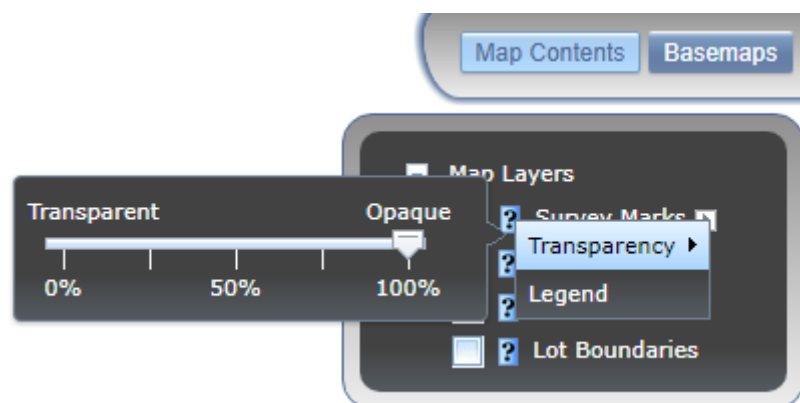 Map Contents Basemaps
Map Layers
Transparent Opaque
0% 50% 100%
? Survey Marks
? Transparency
? Legend
? Lot Boundaries